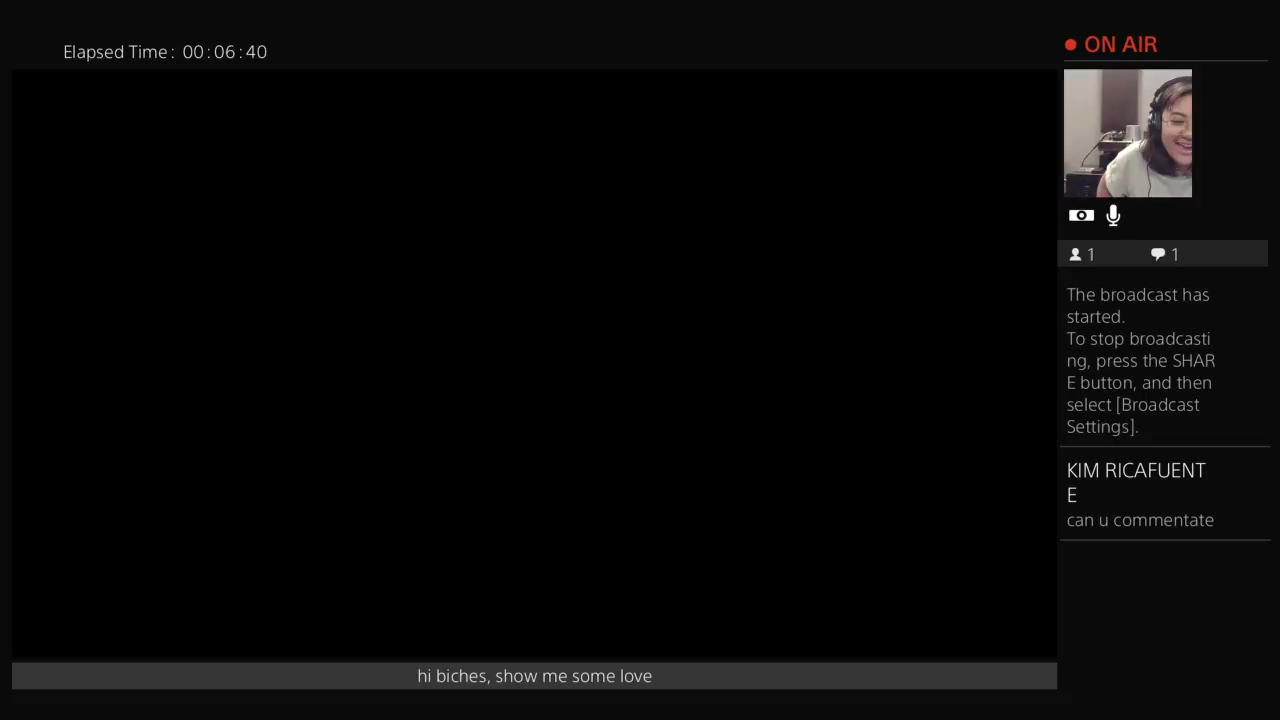 Elapsed Time: 00:06:40
ON AIR
1 1
The broadcast has
started.
To stop broadcasti
ng, press the SHAR
E button, and then
select [Broadcast
Settings].
KIM RICAFUENT
E
can u commentate
hi biches, show me some love